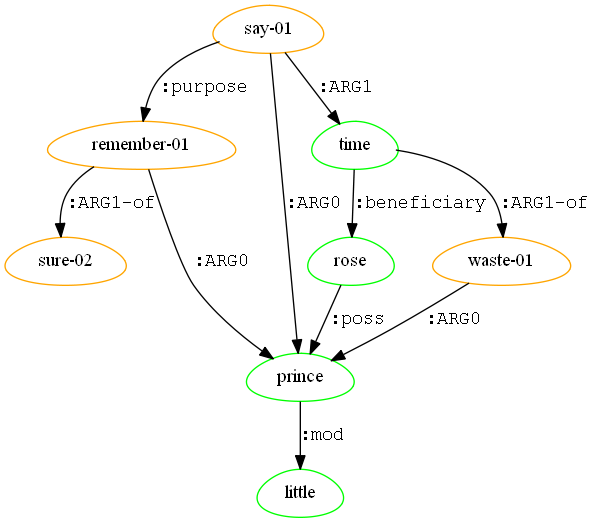 say-01
:purpose
:ARG1
remember-01
time
:ARG1-of
:ARG0
:beneficiary
:ARG1-of
sure-02
:ARG0
rose
waste-01
:poss
:ARG0
prince
:mod
little